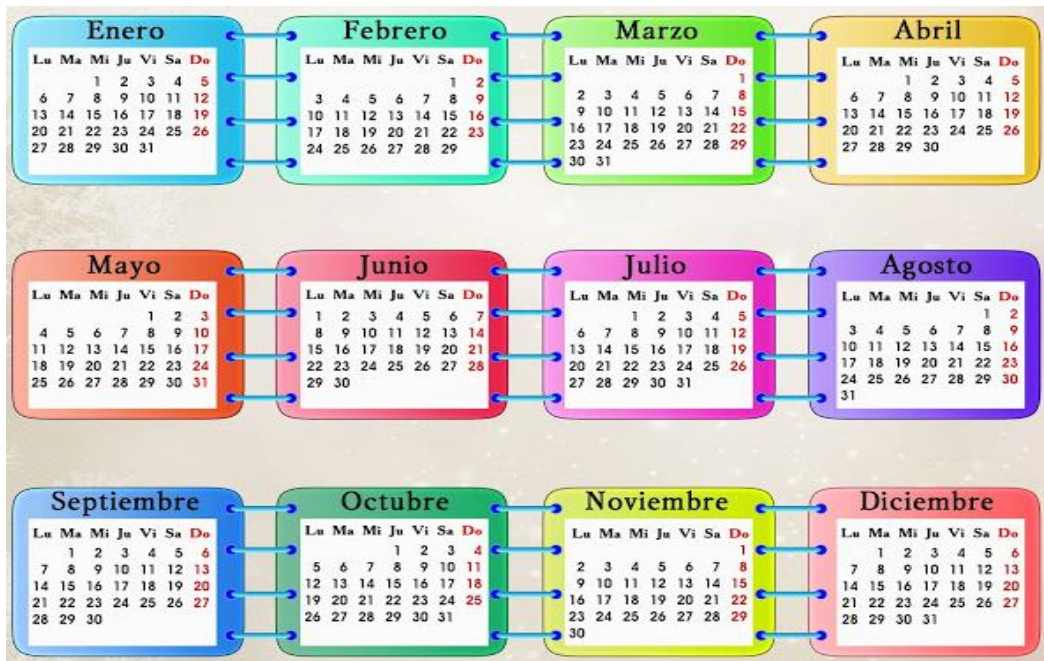 Enero
Lu Ma Mi Ju Vi Sa Do
1 2 3 4 5
6 7 8 9 10 11 12
13 14 15 16 17 18 19
20 21 22 23 24 25 26
27 28 29 30 31
Febrero
Lu Ma Mi Ju Vi Sa Do
1 2
3 4 5 6 7 8 9
10 11 12 13 14 15 16
17 18 19 20 21 22 23
24 25 26 27 28 29
Marzo
Lu Ma Mi Ju Vi Sa Do
1
2 3 4 5 6 7 8
9 10 11 12 13 14 15
16 17 18 19 20 21 22
23 24 25 26 27 28 29
30 31
Abril
Lu Ma Mi Ju Vi Sa Do
1 2 3 4 5
6 7 8 9 10 11 12
13 14 15 16 17 18 19
20 21 22 23 24 25 26
27 28 29 30
Mayo
Lu Ma Mi Ju Vi Sa Do
1 2 3
4 5 6 7 8 9 10
11 12 13 14 15 16 17
18 19 20 21 22 23 24
25 26 27 28 29 30 31
Junio
Lu Ma Mi Ju Vi Sa Do
1 2 3 4 5 6 7
8 9 10 11 12 13 14
15 16 17 18 19 20 21
22 23 24 25 26 27 28
29 30
Julio
Lu Ma Mi Ju Vi Sa Do
1 2 3 4 5
6 7 8 9 10 11 12
13 14 15 16 17 18 19
20 21 22 23 24 25 26
27 28 29 30 31
Agosto
Lu Ma Mi Ju Vi Sa Do
1 2
3 4 5 6 7 8 9
10 11 12 13 14 15 16
17 18 19 20 21 22 23
24 25 26 27 28 29 30
31
Septiembre
Lu Ma Mi Ju Vi Sa Do
1 2 3 4 5 6
7 8 9 10 11 12 13
14 15 16 17 18 19 20
21 22 23 24 25 26 27
28 29 30
Octubre
Lu Ma Mi Ju Vi Sa Do
1 2 3 4
5 6 7 8 9 10 11
12 13 14 15 16 17 18
19 20 21 22 23 24 25
26 27 28 29 30 31
Noviembre
Lu Ma Mi Ju Vi Sa Do
1
2 3 4 5 6 7 8
9 10 11 12 13 14 15
16 17 18 19 20 21 22
23 24 25 26 27 28 29
30
Diciembre
Lu Ma Mi Ju Vi Sa Do
1 2 3 4 5 6
7 8 9 10 11 12 13
14 15 16 17 18 19 20
21 22 23 24 25 26 27
28 29 30 31